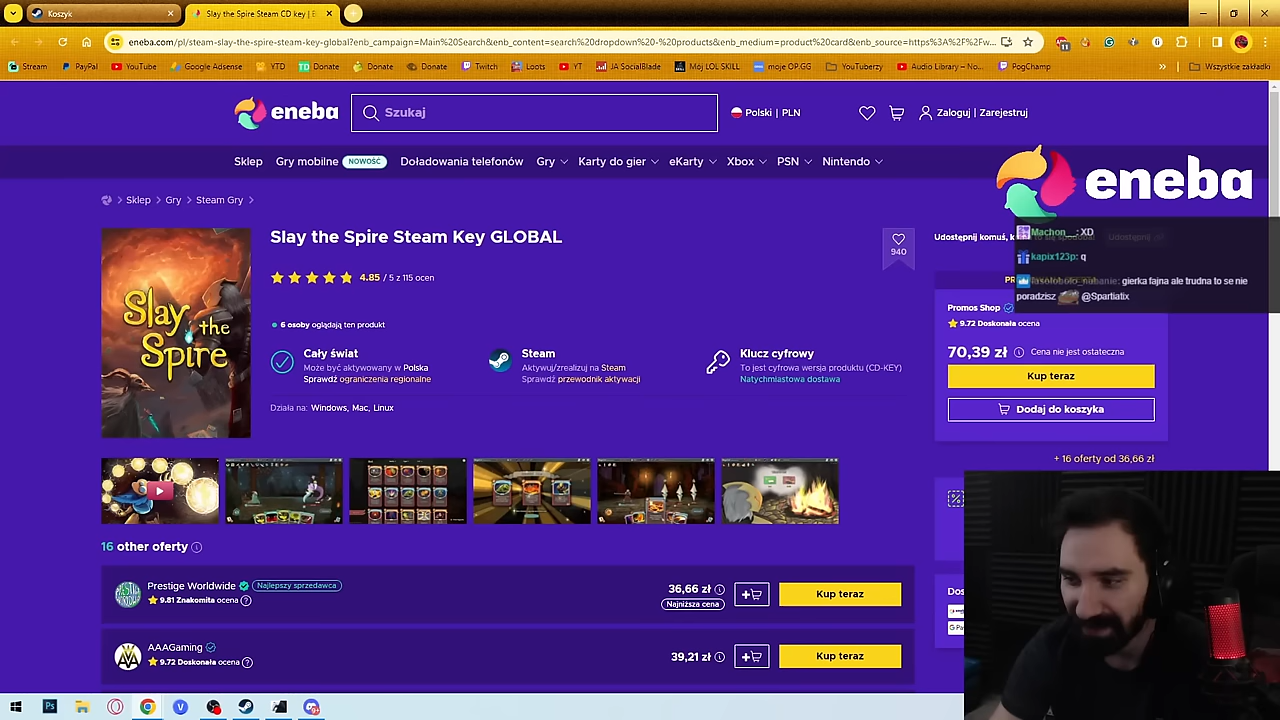 Koszyk
Slay the Spire Steam CD key | E
eneba.com/pl/steam-slay-the-spire-steam-key-global?enb_campaign=Main%20Search&enb_content=search%20dropdown%20-%20products&enb_medium=product%20card&enb_source=https%3A%2F%2Fw...
Stream PayPal YouTube Google Adsense YTD Donate Donate Donate Twitch Loots YT JA SocialBlade Mój LOL SKILL moje OP.GG YouTuberzy Audio Library – No... PogChamp » Wszystkie zakładki
eneba Szukaj Polski | PLN Zaloguj | Zarejestruj
Sklep Gry mobilne NOWOŚĆ Doładowania telefonów Gry Karty do gier eKarty Xbox PSN Nintendo
eneba
Sklep Gry Steam Gry
Slay the Spire Steam Key GLOBAL
940
Udostępnij komuś, k
Machon__: XD
kapix123p: q
gierka fajna ale trudna to se nie
poradzisz @Spartiatix
4.85 / 5 z 115 ocen
Slay the Spire
6 osoby oglądają ten produkt
Promos Shop
9.72 Doskonała ocena
70,39 zł Cena nie jest ostateczna
Kup teraz
Dodaj do koszyka
+ 16 oferty od 36,66 zł
Cały świat
Może być aktywowany w Polska
Sprawdź ograniczenia regionalne
Steam
Aktywuj/zrealizuj na Steam
Sprawdź przewodnik aktywacji
Klucz cyfrowy
To jest cyfrowa wersja produktu (CD-KEY)
Natychmiastowa dostawa
Działa na: Windows, Mac, Linux
16 other oferty
Prestige Worldwide Najlepszy sprzedawca
9.81 Znakomita ocena
36,66 zł
Najniższa cena
Kup teraz
AAAGaming
9.72 Doskonała ocena
39,21 zł
Kup teraz
Dos